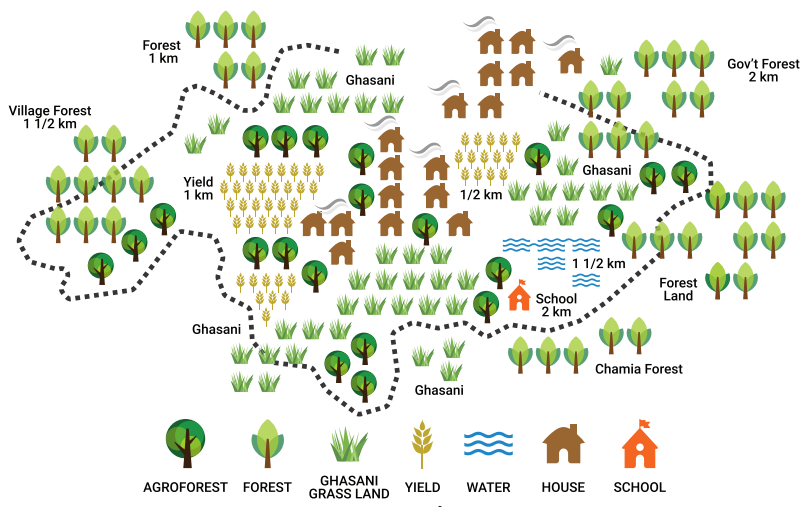 Forest
1 km
Ghasani
Gov't Forest
2 km
Village Forest
1 1/2 km
Yield
1 km
1/2 km
Ghasani
1 1/2 km
Forest
Land
School
2 km
Ghasani
Chamia Forest
Ghasani
AGROFOREST
FOREST
GHASANI
GRASS LAND
YIELD
WATER
HOUSE
SCHOOL